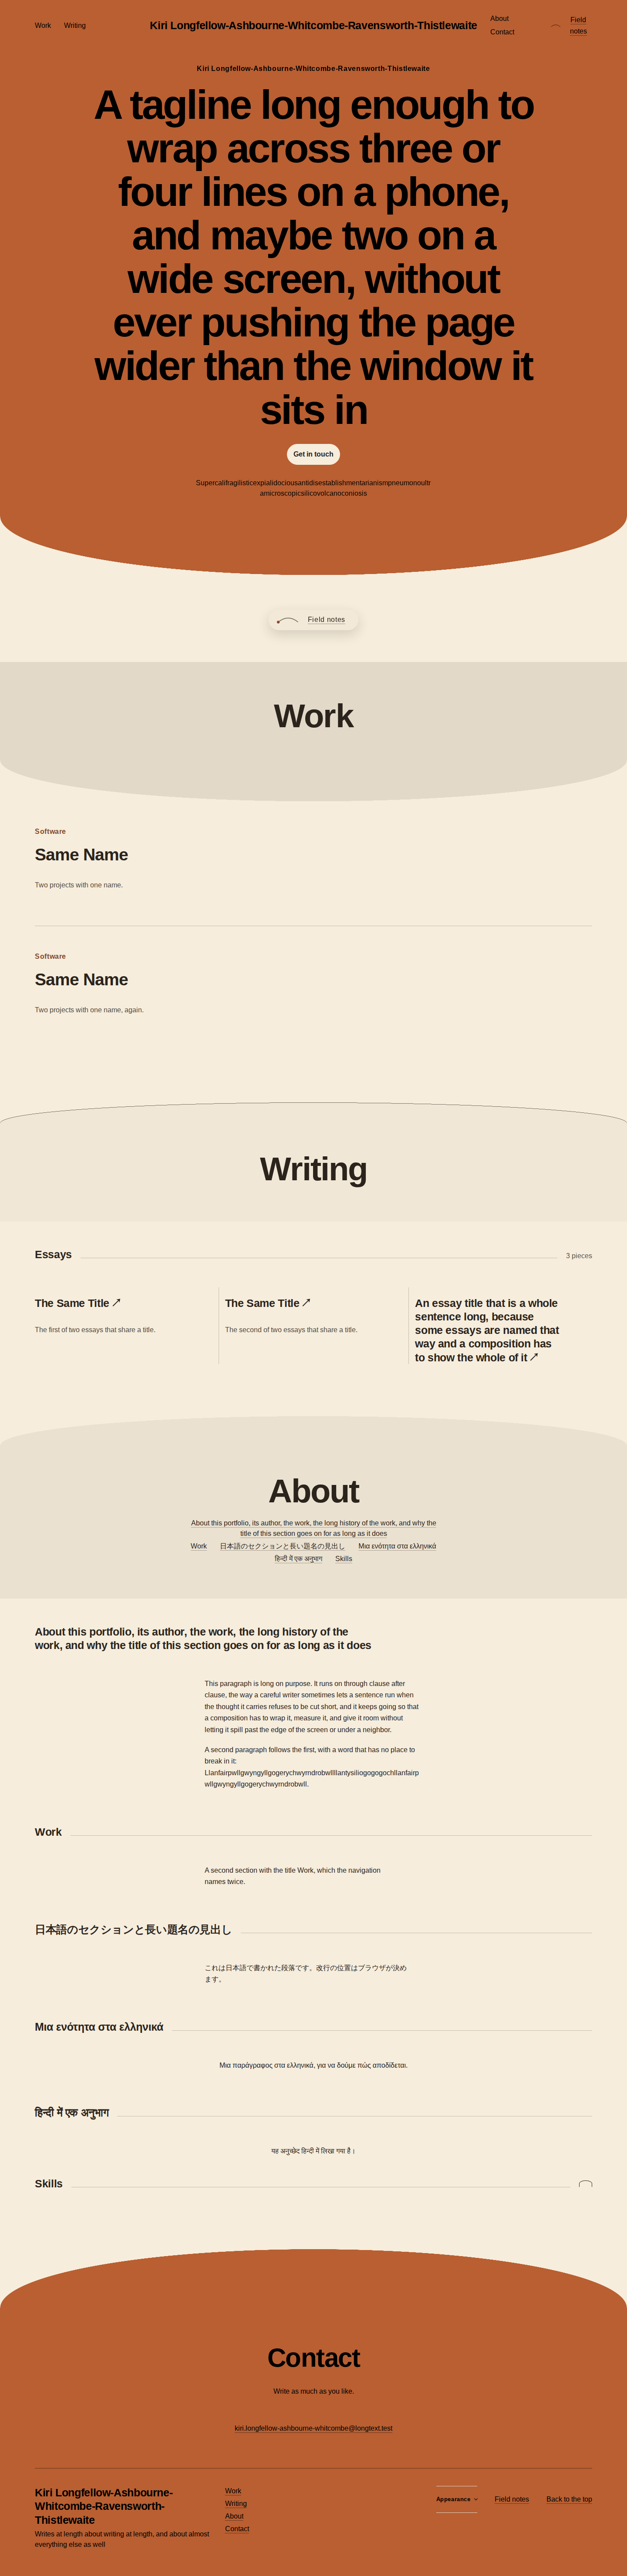 Work
Writing
Kiri Longfellow-Ashbourne-Whitcombe-Ravensworth-Thistlewaite
About
Contact
Field
notes
Kiri Longfellow-Ashbourne-Whitcombe-Ravensworth-Thistlewaite
A tagline long enough to
wrap across three or
four lines on a phone,
and maybe two on a
wide screen, without
ever pushing the page
wider than the window it
sits in
Get in touch
Supercalifragilisticexpialidociousantidisestablishmentarianismpneumonoultr
amicroscopicsilicovolcanoconiosis
Field notes
Work
Software
Same Name
Two projects with one name.
Software
Same Name
Two projects with one name, again.
Writing
Essays
3 pieces
The Same Title ↗
The first of two essays that share a title.
The Same Title ↗
The second of two essays that share a title.
An essay title that is a whole
sentence long, because
some essays are named that
way and a composition has
to show the whole of it ↗
About
About this portfolio, its author, the work, the long history of the work, and why the
title of this section goes on for as long as it does
Work
日本語のセクションと長い題名の見出し
Μια ενότητα στα ελληνικά
हिन्दी में एक अनुभाग
Skills
About this portfolio, its author, the work, the long history of the
work, and why the title of this section goes on for as long as it does
This paragraph is long on purpose. It runs on through clause after
clause, the way a careful writer sometimes lets a sentence run when
the thought it carries refuses to be cut short, and it keeps going so that
a composition has to wrap it, measure it, and give it room without
letting it spill past the edge of the screen or under a neighbor.
A second paragraph follows the first, with a word that has no place to
break in it:
Llanfairpwllgwyngyllgogerychwyrndrobwllllantysiliogogogochllanfairp
wllgwyngyllgogerychwyrndrobwll.
Work
A second section with the title Work, which the navigation
names twice.
日本語のセクションと長い題名の見出し
これは日本語で書かれた段落です。改行の位置はブラウザが決め
ます。
Μια ενότητα στα ελληνικά
Μια παράγραφος στα ελληνικά, για να δούμε πώς αποδίδεται.
हिन्दी में एक अनुभाग
यह अनुच्छेद हिन्दी में लिखा गया है।
Skills
Contact
Write as much as you like.
kiri.longfellow-ashbourne-whitcombe@longtext.test
Kiri Longfellow-Ashbourne-
Whitcombe-Ravensworth-
Thistlewaite
Writes at length about writing at length, and about almost
everything else as well
Work
Writing
About
Contact
Appearance
Field notes
Back to the top